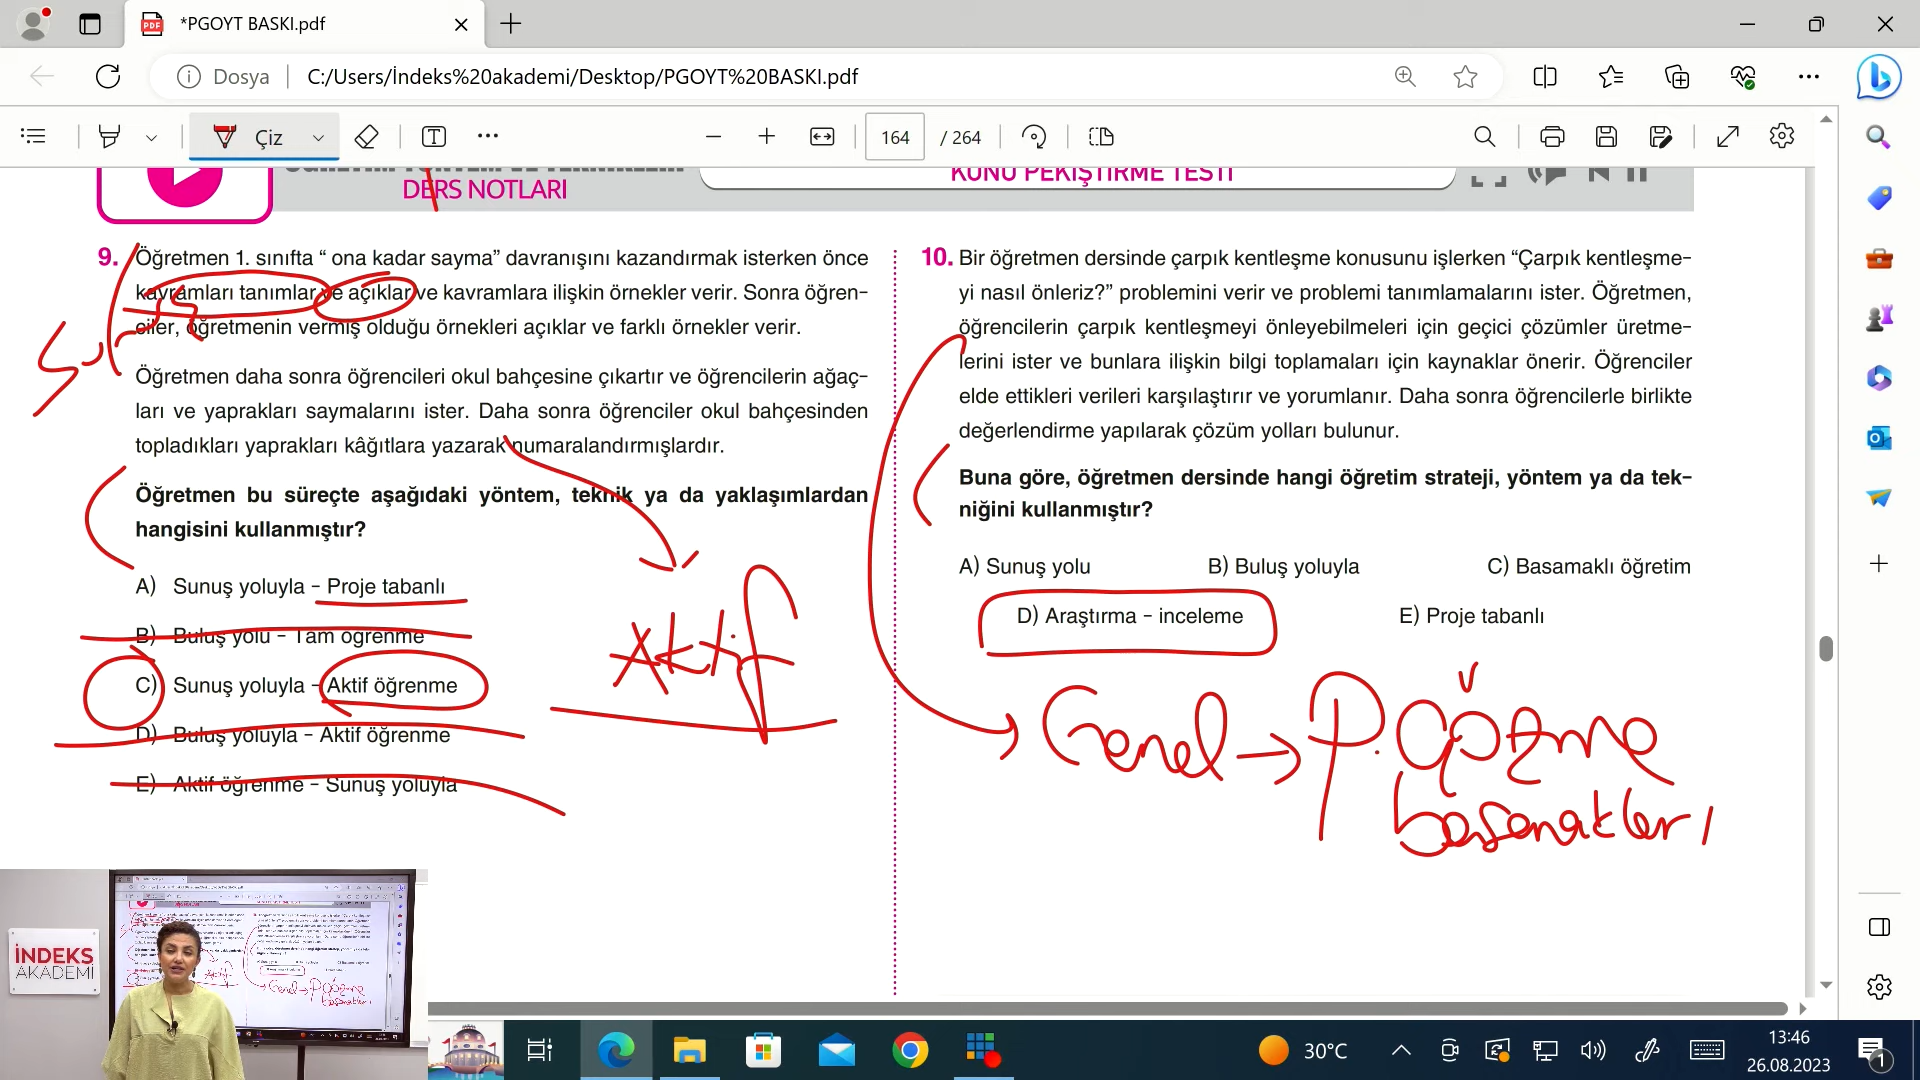 *PGOYT BASKI.pdf
Dosya
C:/Users/İndeks%20akademi/Desktop/PGOYT%20BASKI.pdf
Çiz
164 / 264
DERS NOTLARI
KONU PEKİŞTİRME TESTİ
9. Öğretmen 1. sınıfta “ ona kadar sayma” davranışını kazandırmak isterken önce
kavramları tanımlar ve açıklar ve kavramlara ilişkin örnekler verir. Sonra öğren-
ciler, öğretmenin vermiş olduğu örnekleri açıklar ve farklı örnekler verir.
Öğretmen daha sonra öğrencileri okul bahçesine çıkartır ve öğrencilerin ağaç-
ları ve yaprakları saymalarını ister. Daha sonra öğrenciler okul bahçesinden
topladıkları yaprakları kâğıtlara yazarak numaralandırmışlardır.
Öğretmen bu süreçte aşağıdaki yöntem, teknik ya da yaklaşımlardan
hangisini kullanmıştır?
A) Sunuş yoluyla - Proje tabanlı
B) Buluş yolu - Tam öğrenme
C) Sunuş yoluyla - Aktif öğrenme
D) Buluş yoluyla - Aktif öğrenme
E) Aktif öğrenme - Sunuş yoluyla
Aktif
10. Bir öğretmen dersinde çarpık kentleşme konusunu işlerken “Çarpık kentleşme-
yi nasıl önleriz?” problemini verir ve problemi tanımlamalarını ister. Öğretmen,
öğrencilerin çarpık kentleşmeyi önleyebilmeleri için geçici çözümler üretme-
lerini ister ve bunlara ilişkin bilgi toplamaları için kaynaklar önerir. Öğrenciler
elde ettikleri verileri karşılaştırır ve yorumlanır. Daha sonra öğrencilerle birlikte
değerlendirme yapılarak çözüm yolları bulunur.
Buna göre, öğretmen dersinde hangi öğretim strateji, yöntem ya da tek-
niğini kullanmıştır?
A) Sunuş yolu B) Buluş yoluyla C) Basamaklı öğretim
D) Araştırma - inceleme E) Proje tabanlı
Genel → P. Çözme
basamakları
İNDEKS
AKADEMİ
30°C
13:46
26.08.2023
1